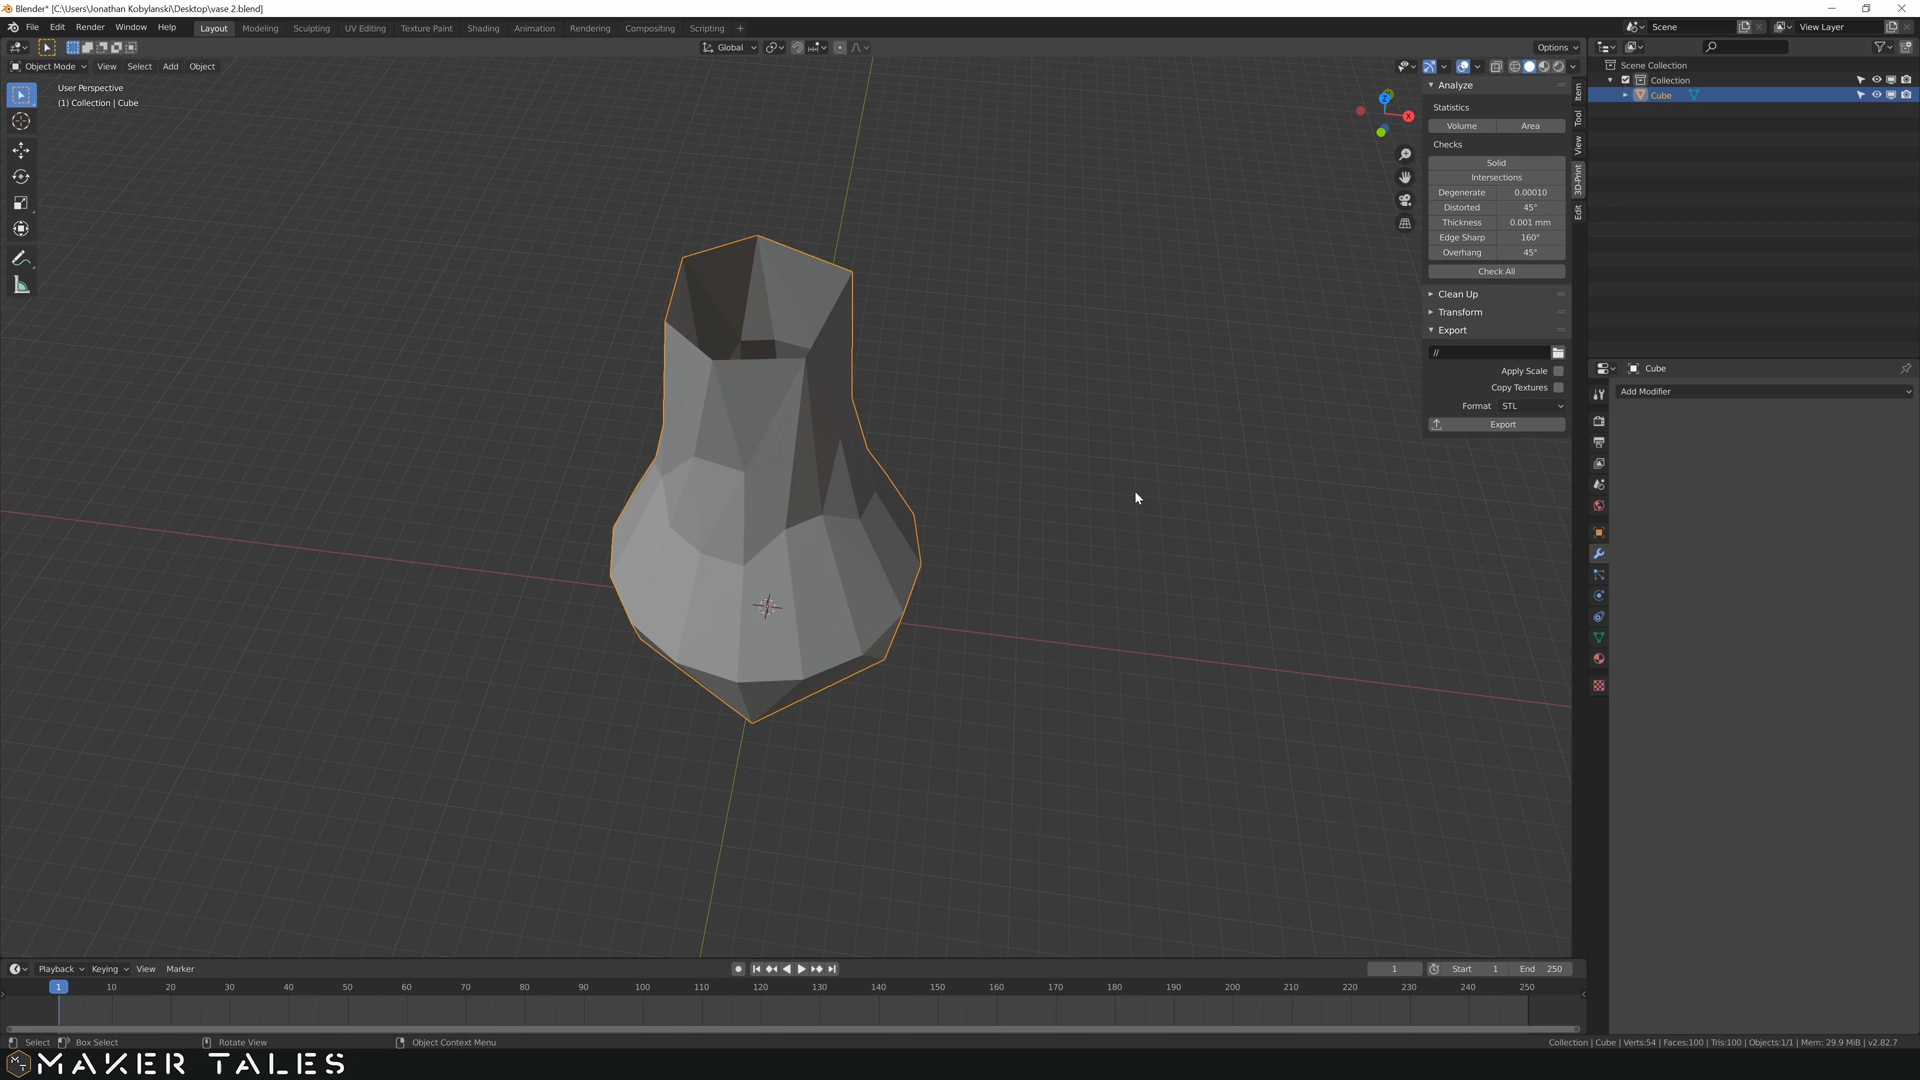 Blender* [C:\Users\Jonathan Kobylanski\Desktop\vase 2.blend]
File Edit Render Window Help Layout Modeling Sculpting UV Editing Texture Paint Shading Animation Rendering Compositing Scripting + Scene View Layer
Global Options
Object Mode View Select Add Object
User Perspective
(1) Collection | Cube
Z
X
Analyze
Statistics
Volume Area
Checks
Solid
Intersections
Degenerate 0.00010
Distorted 45°
Thickness 0.001 mm
Edge Sharp 160°
Overhang 45°
Check All
Clean Up
Transform
Export
//
Apply Scale
Copy Textures
Format STL
Export
Item
Tool
View
3D-Print
Edit
Scene Collection
Collection
Cube
Cube
Add Modifier
Playback Keying View Marker 1 Start 1 End 250
1 10 20 30 40 50 60 70 80 90 100 110 120 130 140 150 160 170 180 190 200 210 220 230 240 250
Select Box Select Rotate View Object Context Menu Collection | Cube | Verts:54 | Faces:100 | Tris:100 | Objects:1/1 | Mem: 29.9 MiB | v2.82.7
MAKER TALES